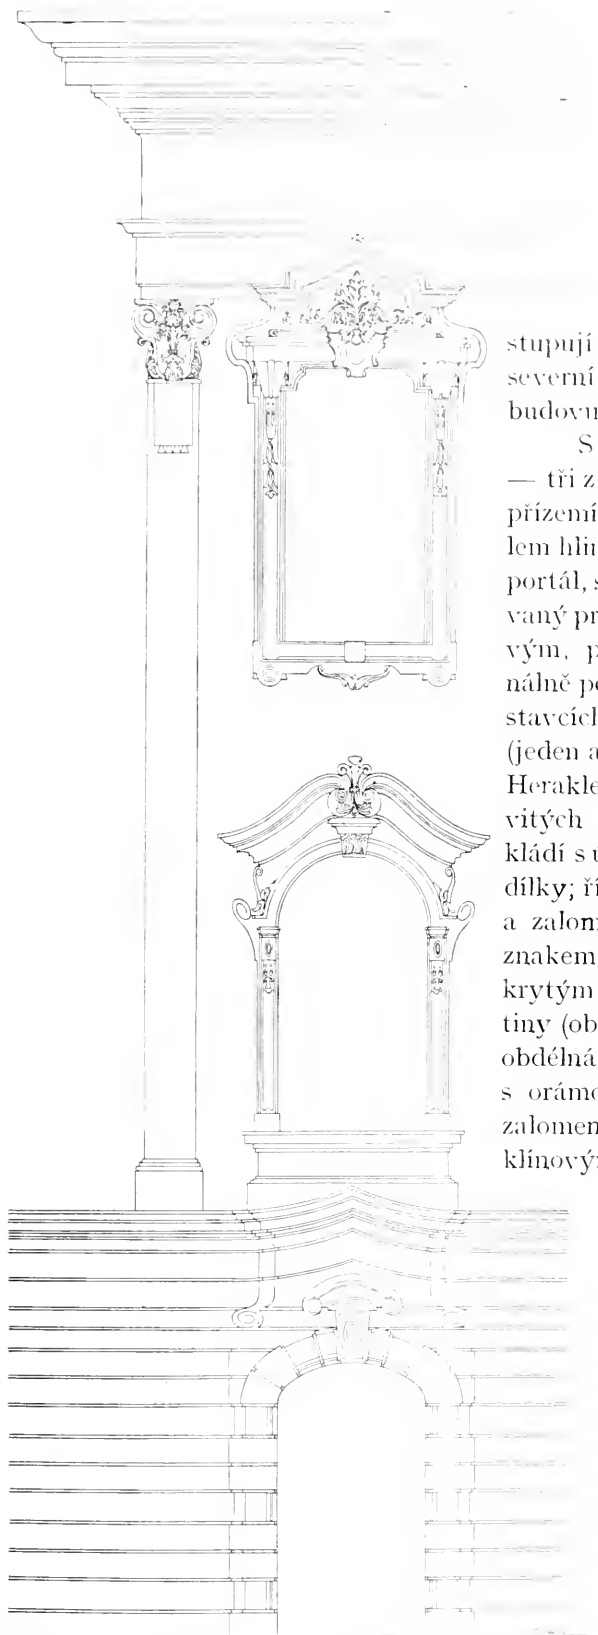 stupují
severní
budovu
S
— tři z
přízemí
lem hlin
portál, s
vaný pr
vým, p
nálně po
stavcích
(jeden a
Herakle
vitých
kládí s u
dílky; ří
a zalom
znakem
krytým
tiny (ob
obdélná
s orámo
zalomen
klínovým